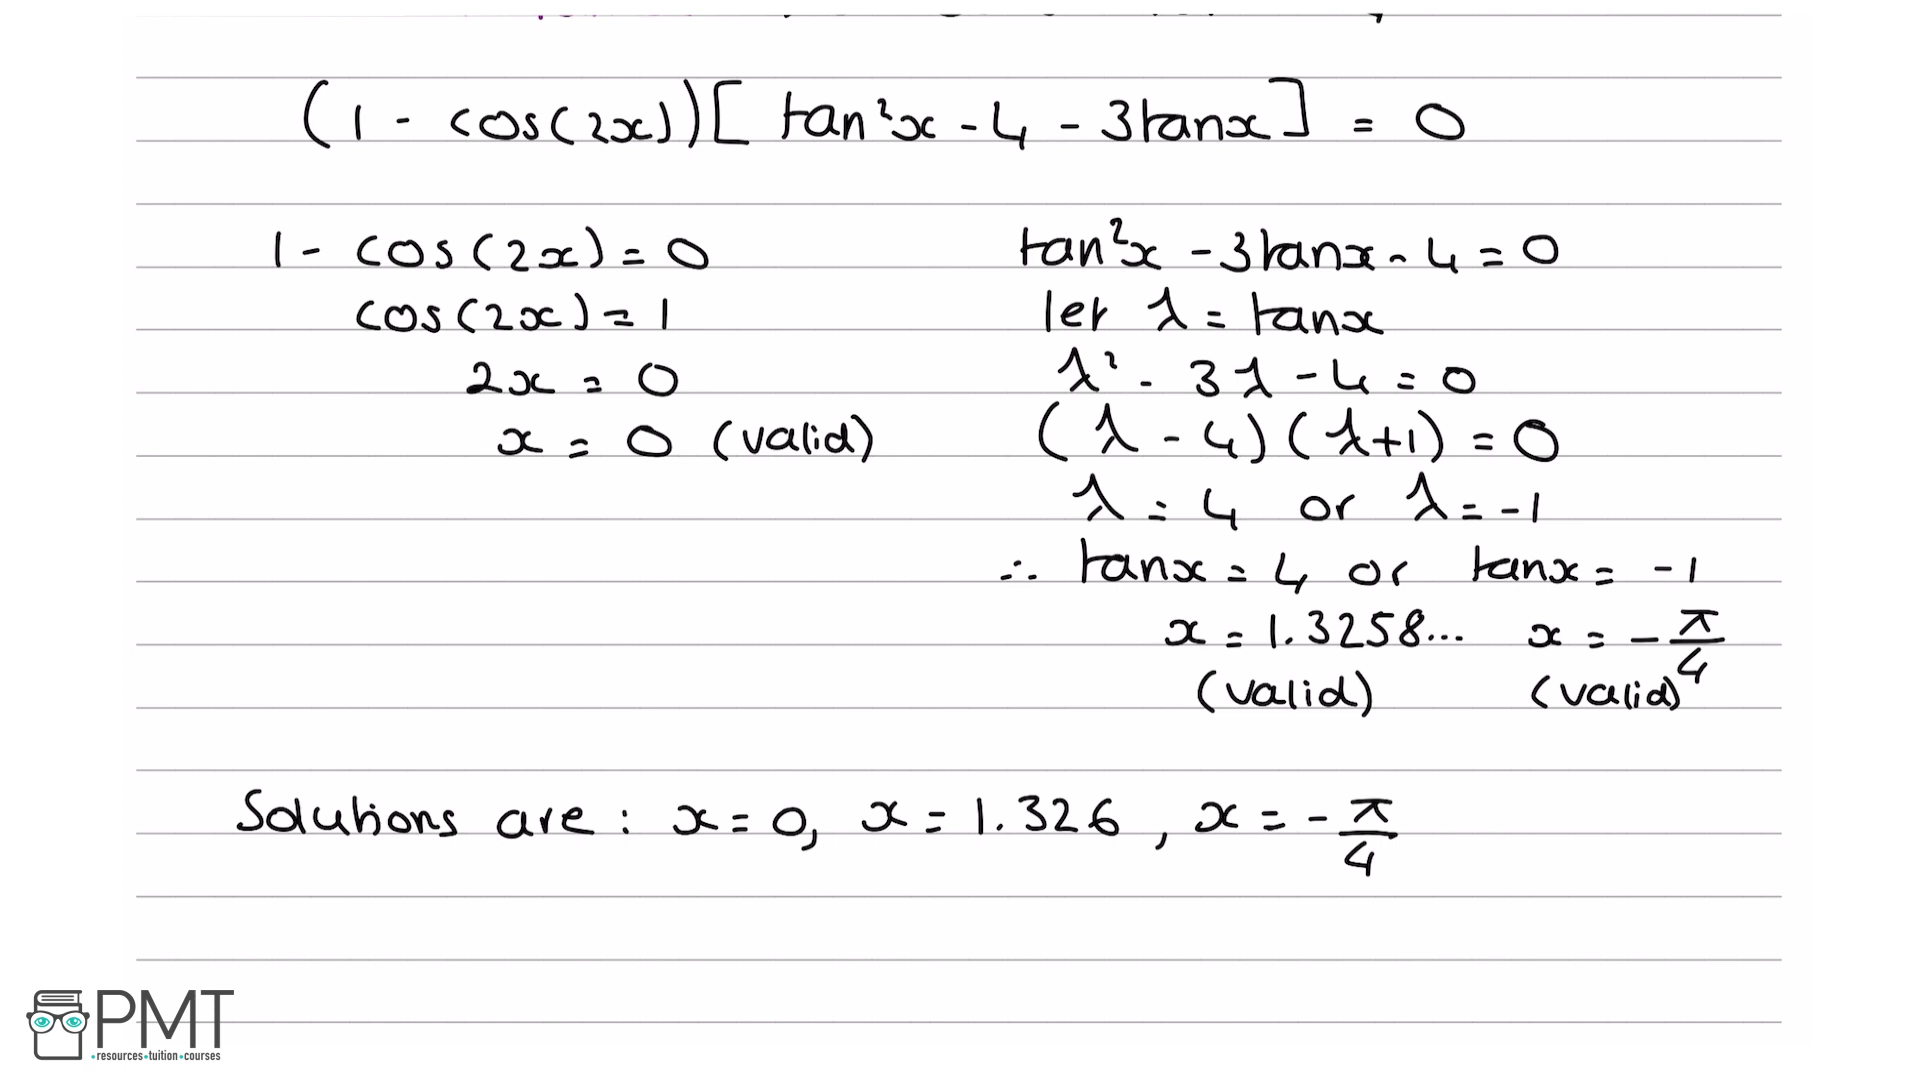 (1 - cos(2x))[tan²x - 4 - 3tanx] = 0
1 - cos(2x) = 0
cos(2x) = 1
2x = 0
x = 0 (valid)
tan²x - 3tanx - 4 = 0
let λ = tanx
λ² - 3λ - 4 = 0
(λ - 4)(λ+1) = 0
λ = 4 or λ = -1
∴ tanx = 4 or tanx = -1
x = 1.3258... x = -π/4
(valid) (valid)
Solutions are : x = 0, x = 1.326, x = -π/4
PMT
•resources•tuition•courses